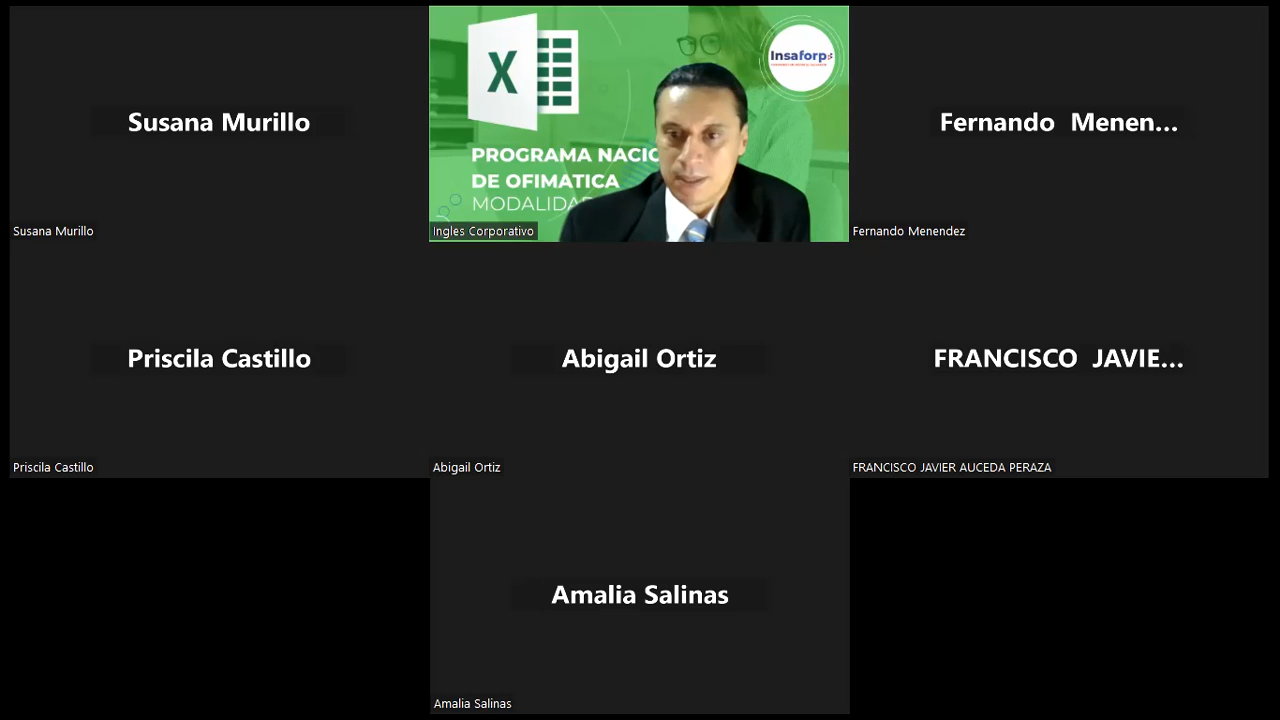 Susana Murillo
Susana Murillo
X
Insaforp
PROGRAMA NACIO
DE OFIMATICA
MODALIDAD
Ingles Corporativo
Fernando Menen...
Fernando Menendez
Priscila Castillo
Priscila Castillo
Abigail Ortiz
Abigail Ortiz
FRANCISCO JAVIE...
FRANCISCO JAVIER AUCEDA PERAZA
Amalia Salinas
Amalia Salinas